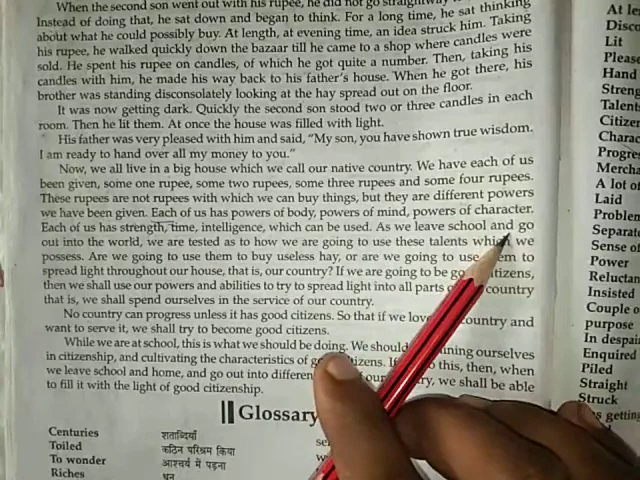 When the second son went out with his rupee, he did not go
Instead of doing that, he sat down and began to think. For a long time, he sat thinking
about what he could possibly buy. At length, at evening time, an idea struck him. Taking
his rupee, he walked quickly down the bazaar till he came to a shop where candles were
sold. He spent his rupee on candles, of which he got quite a number. Then, taking his
candles with him, he made his way back to his father's house. When he got there, his
brother was standing disconsolately looking at the hay spread out on the floor.
It was now getting dark. Quickly the second son stood two or three candles in each
room. Then he lit them. At once the house was filled with light.
His father was very pleased with him and said, "My son, you have shown true wisdom.
I am ready to hand over all my money to you."
Now, we all live in a big house which we call our native country. We have each of us
been given, some one rupee, some two rupees, some three rupees and some four rupees.
These rupees are not rupees with which we can buy things, but they are different powers
we have been given. Each of us has powers of body, powers of mind, powers of character.
Each of us has strength, time, intelligence, which can be used. As we leave school and go
out into the world, we are tested as to how we are going to use these talents which we
possess. Are we going to use them to buy useless hay, or are we going to use them to
spread light throughout our house, that is, our country? If we are going to be citizens,
then we shall use our powers and abilities to try to spread light into all parts country
that is, we shall spend ourselves in the service of our country.
No country can progress unless it has good citizens. So that if we love country and
want to serve it, we shall try to become good citizens.
While we are at school, this is what we should be doing. We should ourselves
in citizenship, and cultivating the characteristics of citizens. this, then, when
we leave school and home, and go out into we shall be able
to fill it with the light of good citizenship.
Glossary
Centuries शताब्दियाँ
Toiled कठिन परिश्रम किया
To wonder आश्चर्य में पड़ना
Riches धन
Lit
Please
Hand
Laid
Power
Insisted
Couple o
purpose
In despai
Enquired
Piled
Straight
Struck